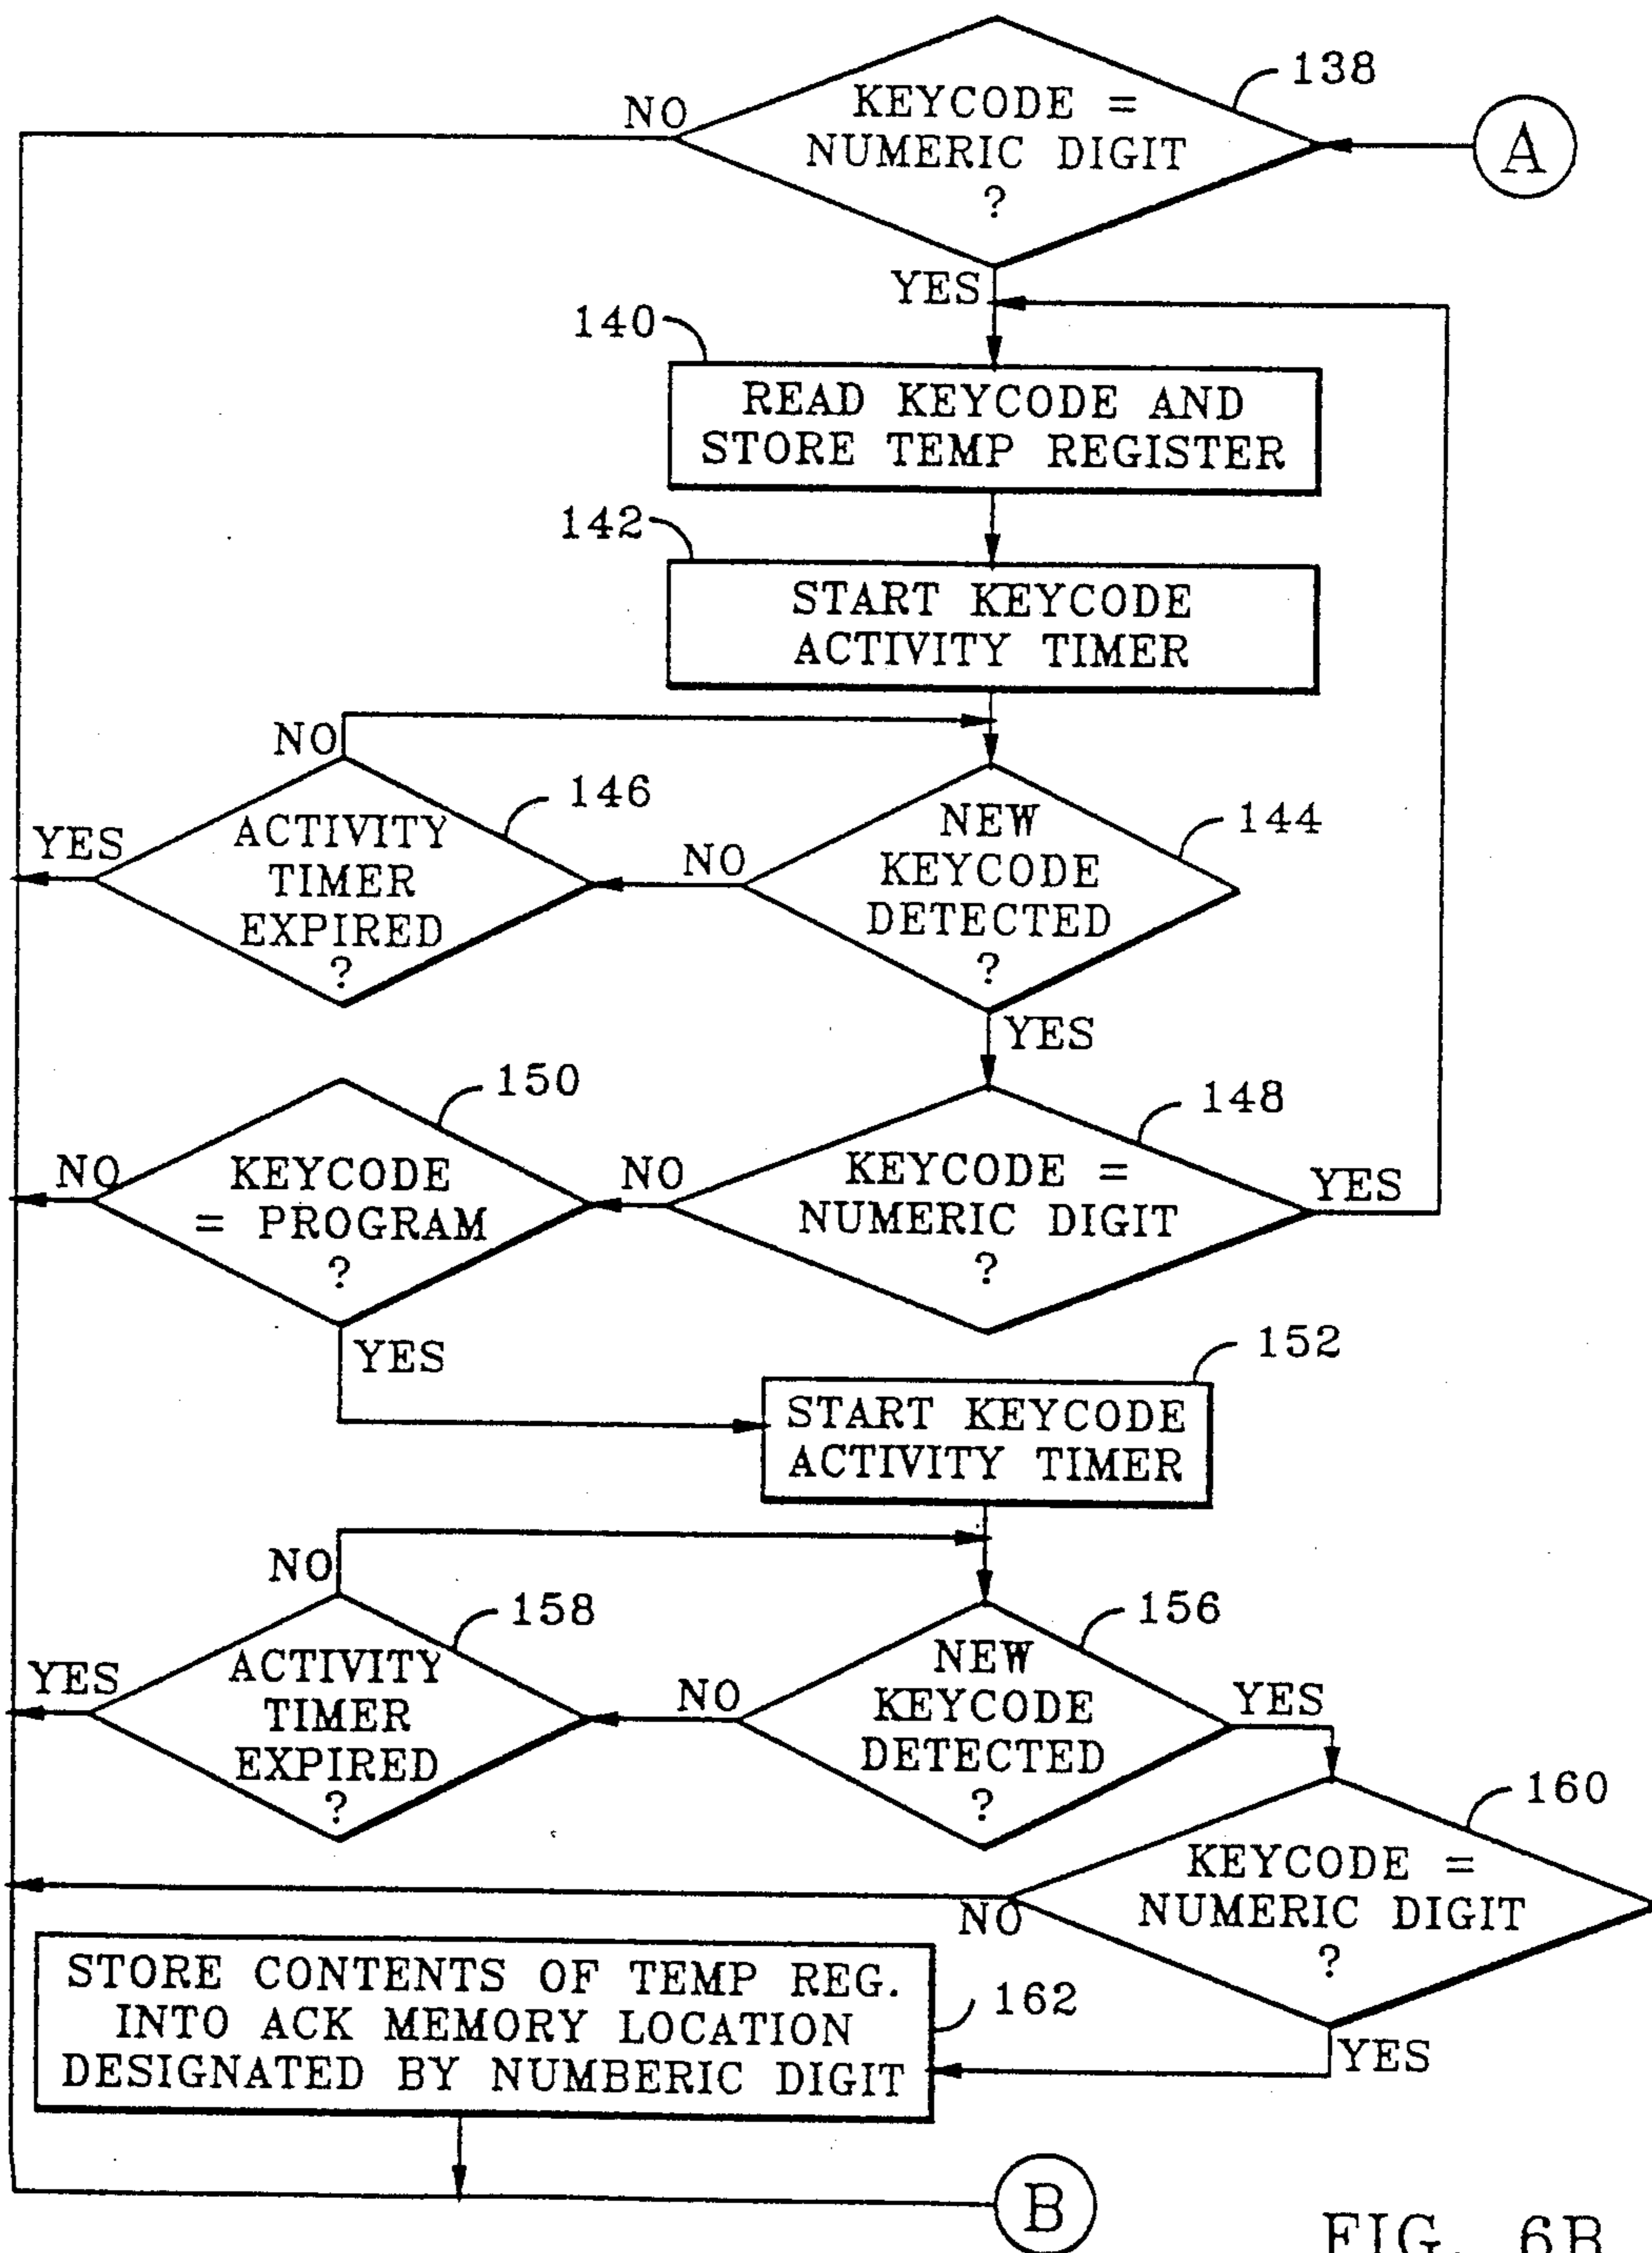 138
NO
KEYCODE =
NUMERIC DIGIT
?
A
YES
140
READ KEYCODE AND
STORE TEMP REGISTER
142
START KEYCODE
ACTIVITY TIMER
NO
146
ACTIVITY
TIMER
EXPIRED
?
YES
NO
144
NEW
KEYCODE
DETECTED
?
YES
150
KEYCODE
= PROGRAM
?
NO
NO
148
KEYCODE =
NUMERIC DIGIT
?
YES
YES
152
START KEYCODE
ACTIVITY TIMER
NO
158
ACTIVITY
TIMER
EXPIRED
?
YES
NO
156
NEW
KEYCODE
DETECTED
?
YES
160
KEYCODE =
NUMERIC DIGIT
?
NO
YES
STORE CONTENTS OF TEMP REG.
INTO ACK MEMORY LOCATION
DESIGNATED BY NUMBERIC DIGIT
162
B
FIG. 6B